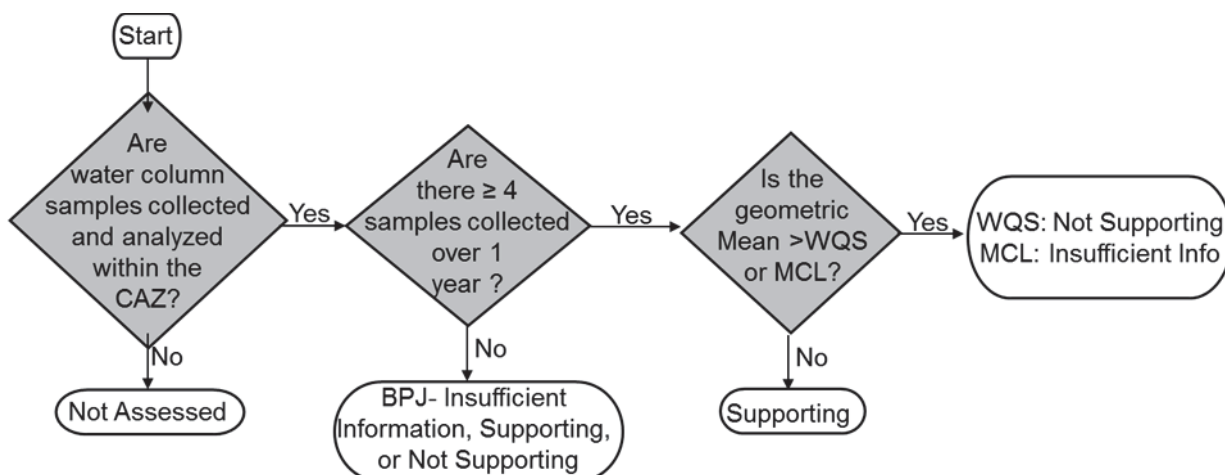 Start
Are
water column
samples collected
and analyzed
within the
CAZ?
Yes
No
Not Assessed
Are
there ≥ 4
samples collected
over 1
year ?
Yes
No
BPJ- Insufficient
Information, Supporting,
or Not Supporting
Is the
geometric
Mean >WQS
or MCL?
Yes
No
Supporting
WQS: Not Supporting
MCL: Insufficient Info